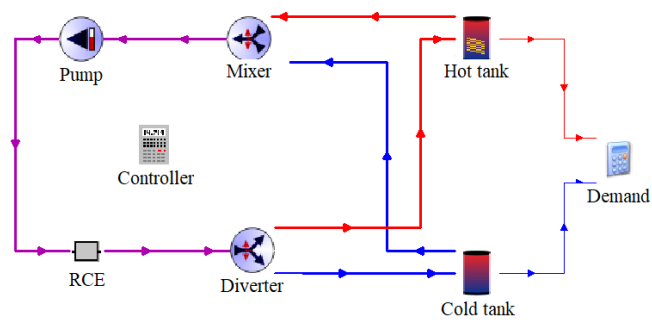 Pump
Mixer
Hot tank
Controller
Demand
RCE
Diverter
Cold tank